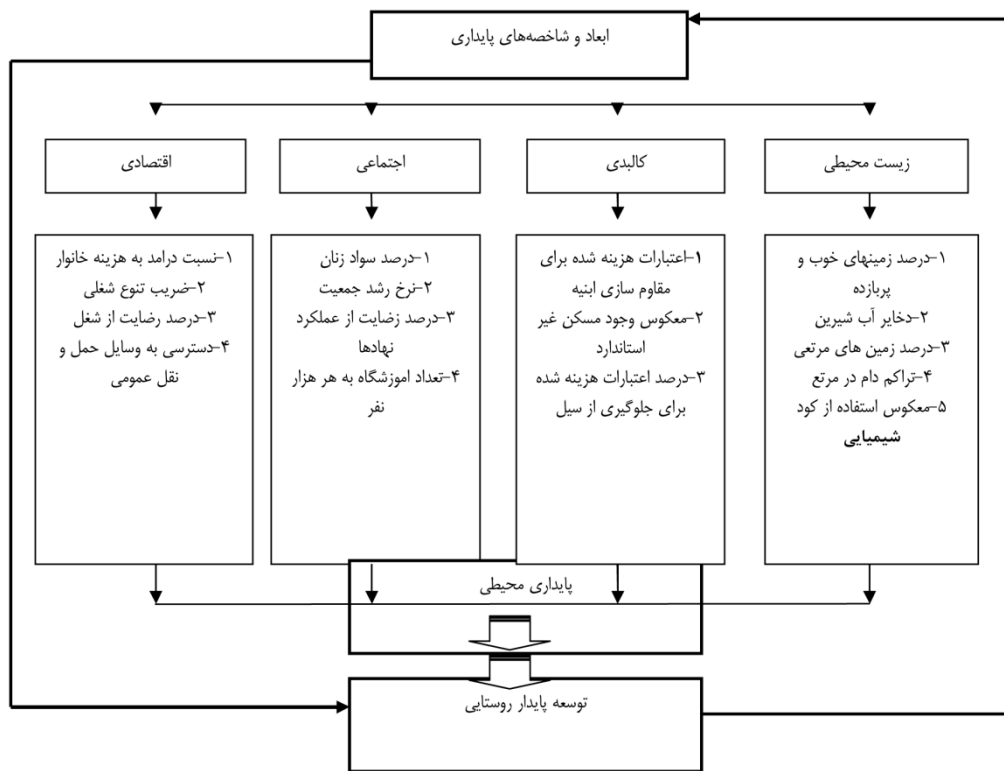 ابعاد و شاخصه‌های پایداری
زیست محیطی
کالبدی
اجتماعی
اقتصادی
۱-درصد زمینهای خوب و
پربازده
۲-دخایر آب شیرین
۳-درصد زمین های مرتعی
۴-تراکم دام در مرتع
۵-معکوس استفاده از کود
شیمیایی
۱-اعتبارات هزینه شده برای
مقاوم سازی ابنیه
۲-معکوس وجود مسکن غیر
استاندارد
۳-درصد اعتبارات هزینه شده
برای جلوگیری از سیل
۱-درصد سواد زنان
۲-نرخ رشد جمعیت
۳-درصد زضایت از عملکرد
نهادها
۴-تعداد اموزشگاه به هر هزار
نفر
۱-نسبت درامد به هزینه خانوار
۲-ضریب تنوع شغلی
۳-درصد رضایت از شغل
۴-دسترسی به وسایل حمل و
نقل عمومی
پایداری محیطی
توسعه پایدار روستایی